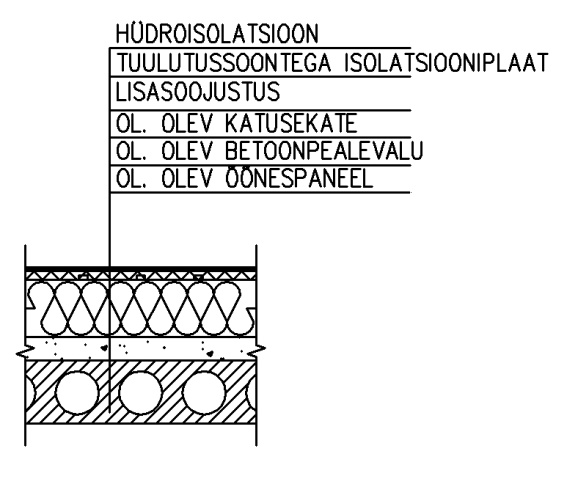 HÜDROISOLATSIOON
TUULUTUSSOONTEGA ISOLATSIOONIPLAAT
LISASOOJUSTUS
OL. OLEV KATUSEKATE
OL. OLEV BETOONPEALEVALU
OL. OLEV ÕÕNESPANEEL